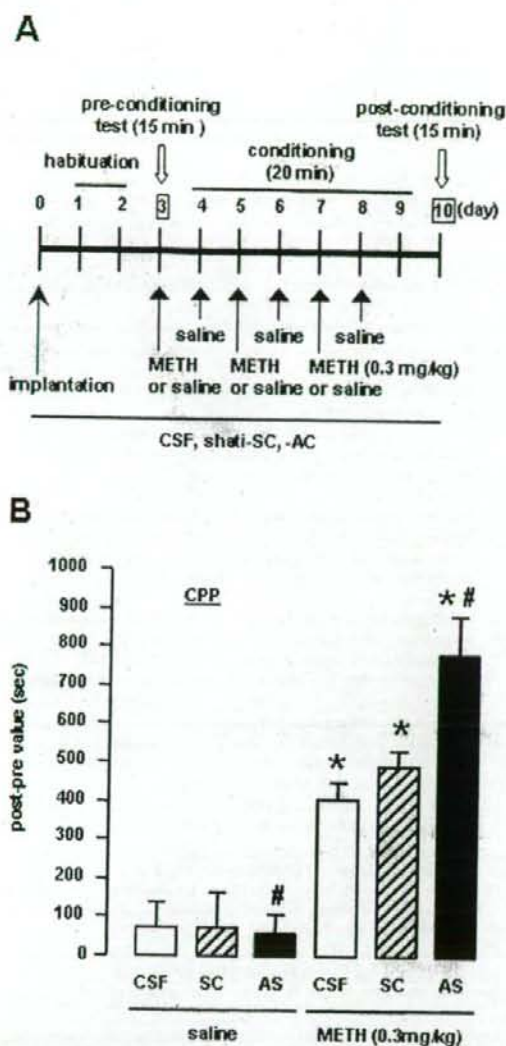 A
pre-conditioning post-conditioning
test (15 min ) test (15 min)
habituation conditioning
(20 min)
0 1 2 3 4 5 6 7 8 9 10 (day)
saline saline saline
METH METH METH (0.3 mg/kg)
implantation or saline or saline or saline
CSF, shati-SC, -AC
B
1000
900
800
700
600
500
400
300
200
100
0
post-pre value (sec)
CPP
#
*
*
* #
CSF SC AS CSF SC AS
saline METH (0.3mg/kg)